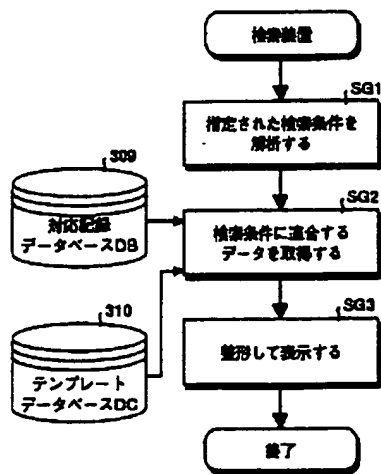 検索装置
SG1
指定された検索条件を
解断する
309
対応記録
データベースDB
SG2
検索条件に適合する
データを取得する
310
テンプレート
データベースDC
SG3
整形して表示する
終了